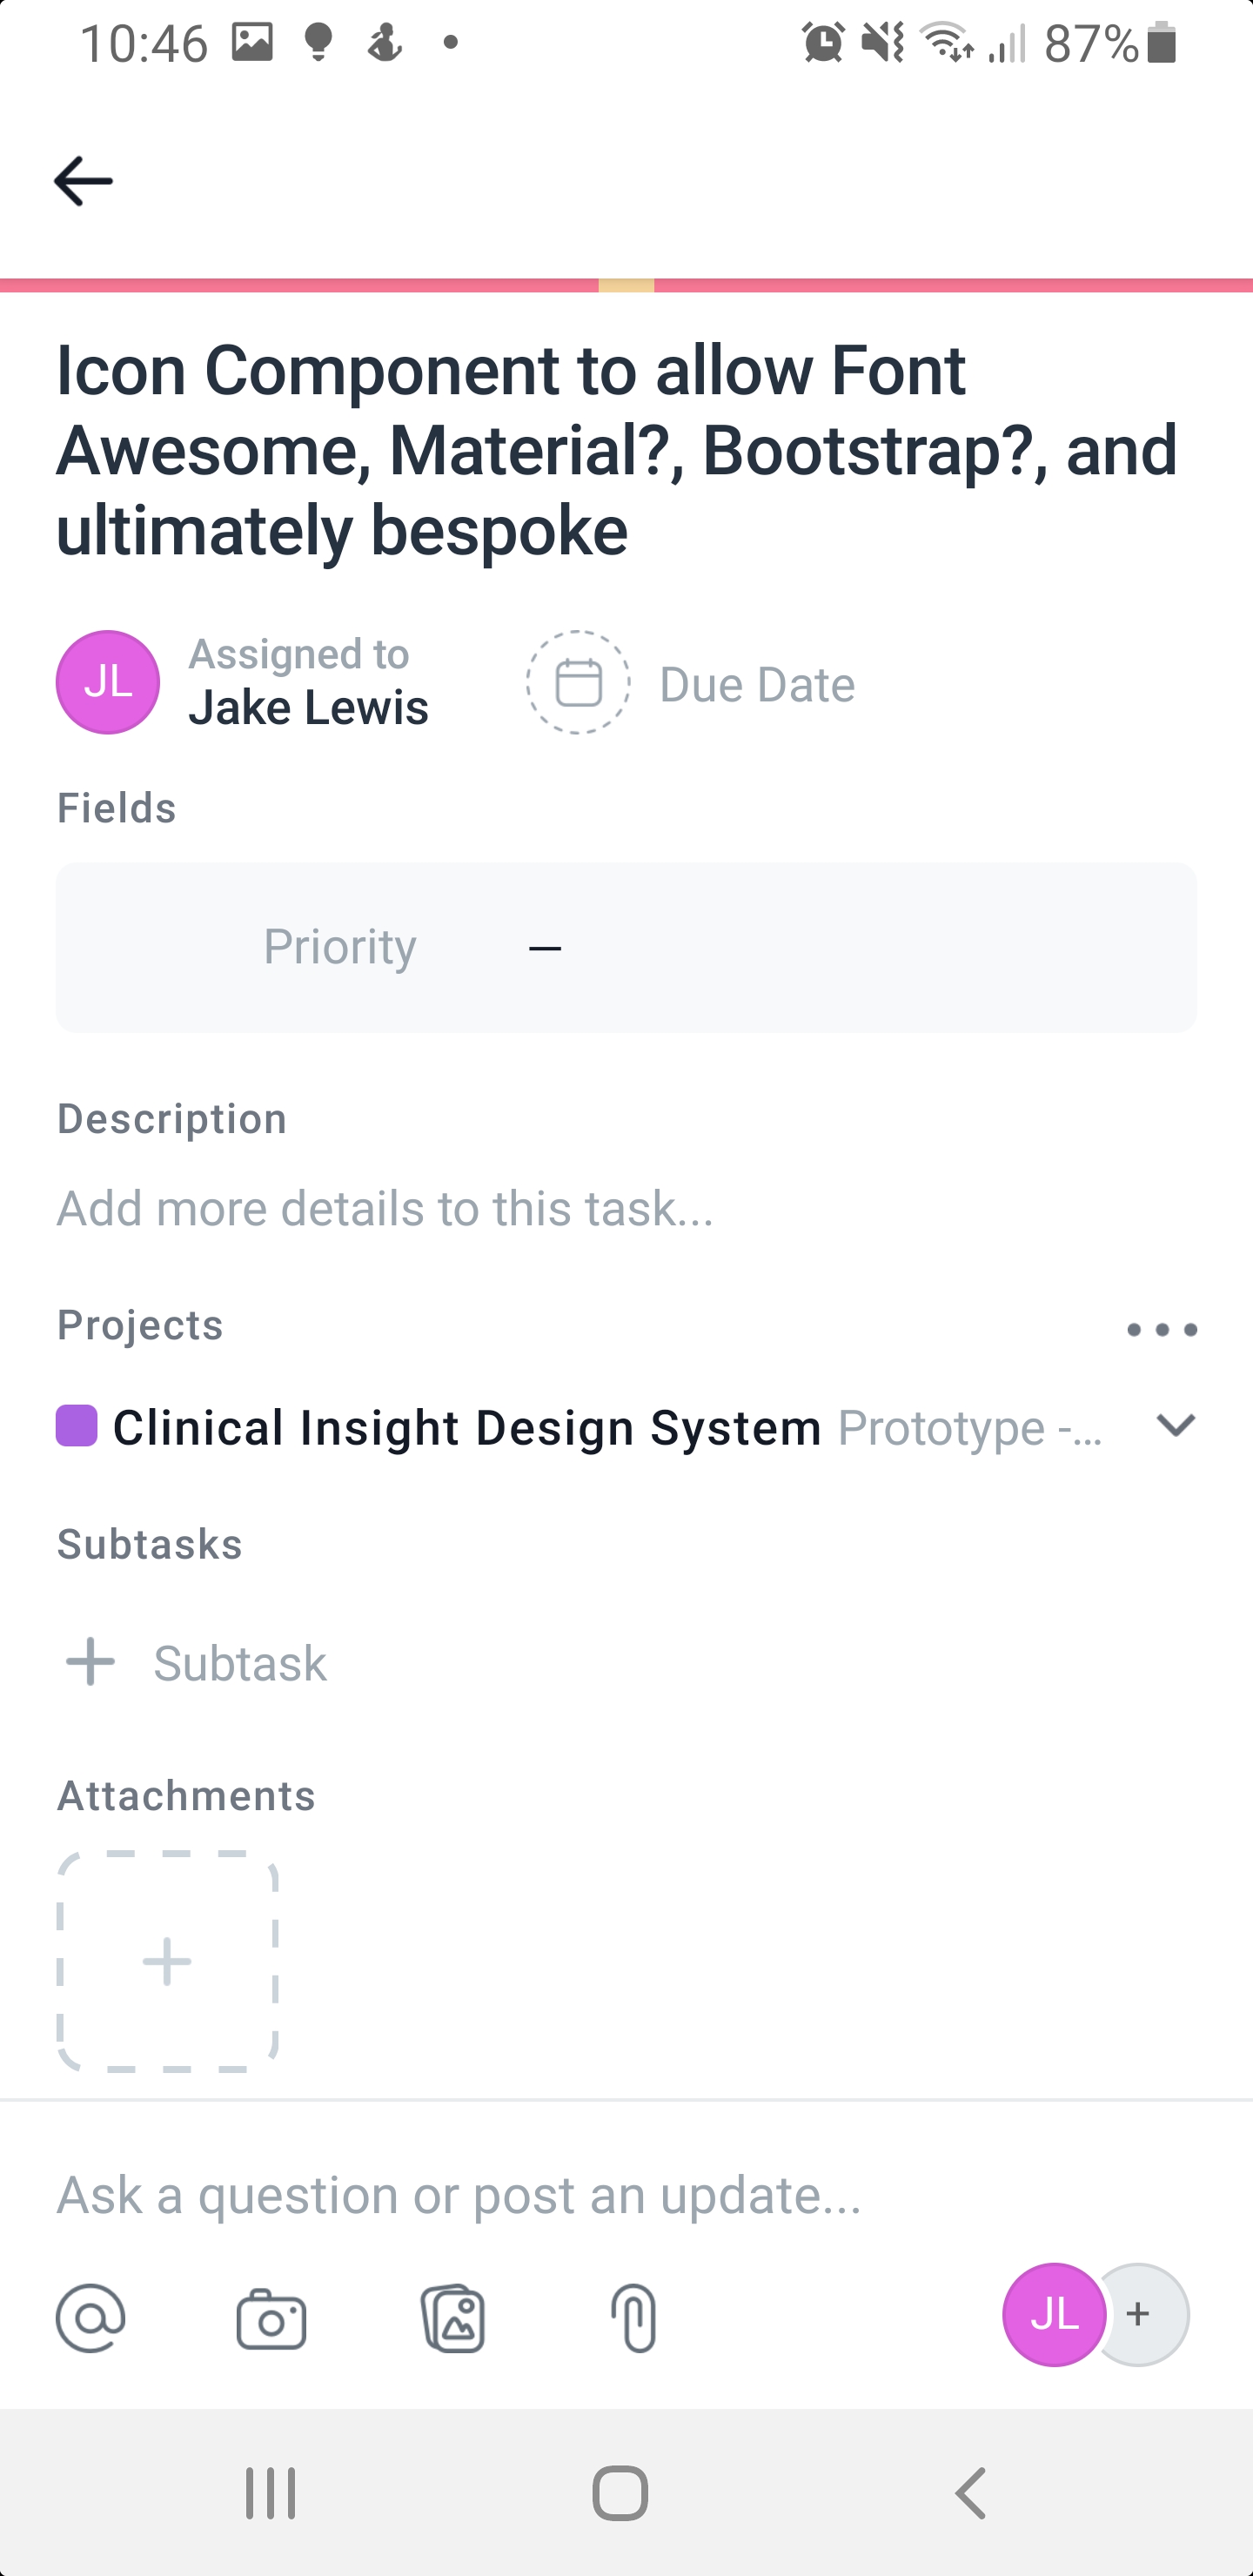 10:46 87%
Icon Component to allow Font
Awesome, Material?, Bootstrap?, and
ultimately bespoke
JL Assigned to
Jake Lewis
Due Date
Fields
Priority —
Description
Add more details to this task...
Projects
Clinical Insight Design System Prototype -...
Subtasks
+ Subtask
Attachments
+
Ask a question or post an update...
JL +